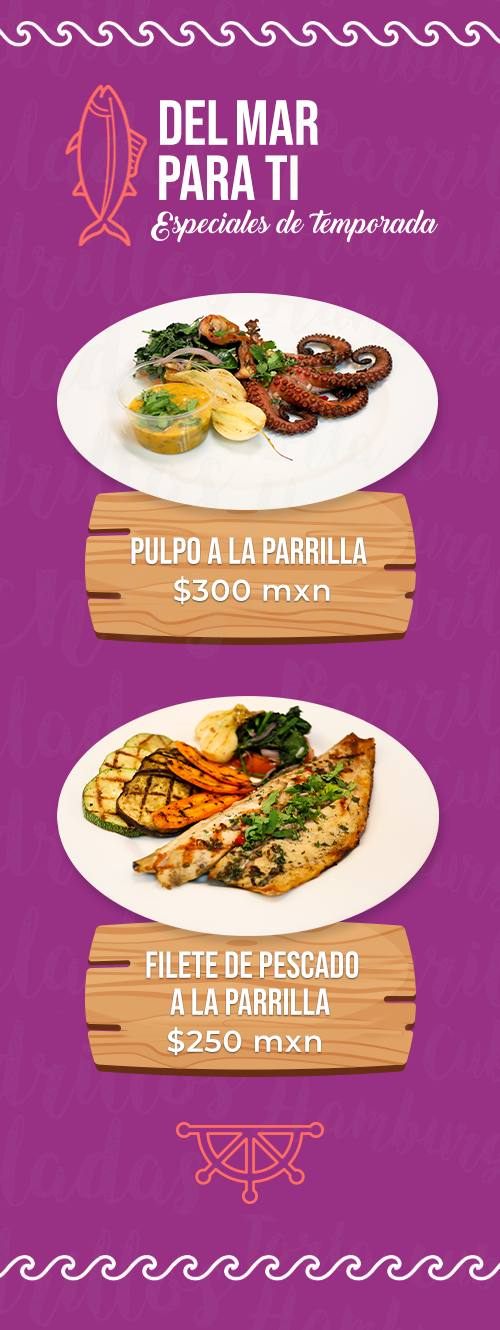 DEL MAR
PARA TI
Especiales de temporada
PULPO A LA PARRILLA
$300 mxn
FILETE DE PESCADO
A LA PARRILLA
$250 mxn